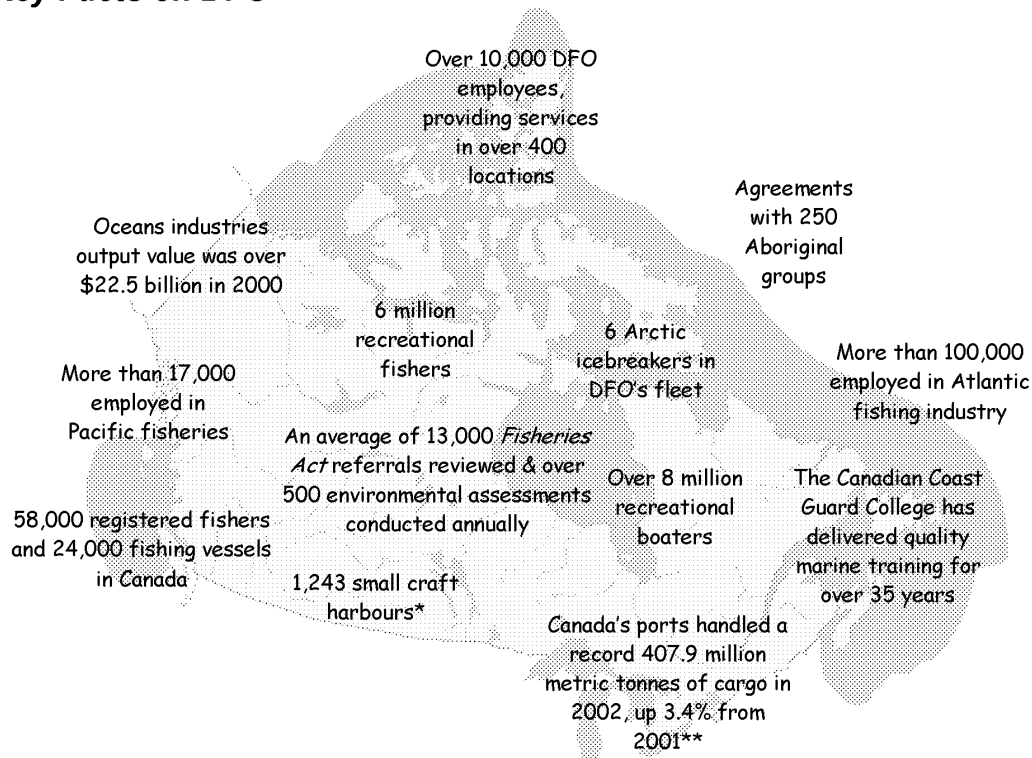 Key Facts on DFO
Over 10,000 DFO
employees,
providing services
in over 400
locations
Agreements
with 250
Aboriginal
groups
Oceans industries
output value was over
$22.5 billion in 2000
6 million
recreational
fishers
6 Arctic
icebreakers in
DFO's fleet
More than 100,000
employed in Atlantic
fishing industry
More than 17,000
employed in
Pacific fisheries
An average of 13,000 Fisheries
Act referrals reviewed & over
500 environmental assessments
conducted annually
Over 8 million
recreational
boaters
The Canadian Coast
Guard College has
delivered quality
marine training for
over 35 years
58,000 registered fishers
and 24,000 fishing vessels
in Canada
1,243 small craft
harbours*
Canada's ports handled a
record 407.9 million
metric tonnes of cargo in
2002, up 3.4% from
2001**